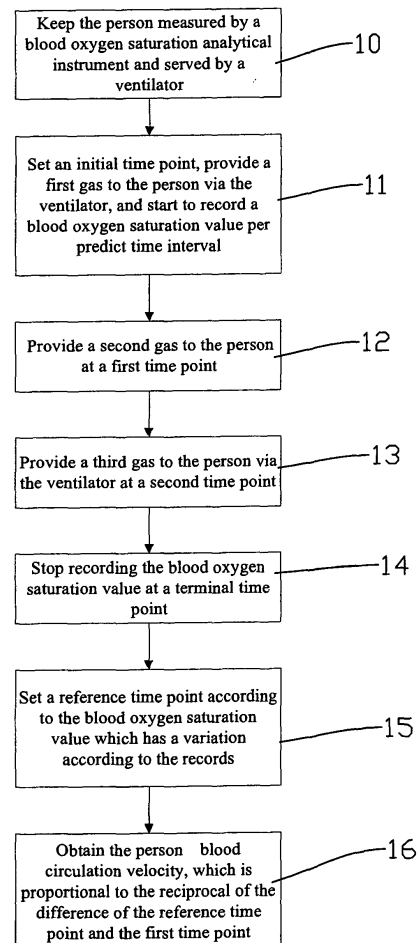 Keep the person measured by a
blood oxygen saturation analytical
instrument and served by a
ventilator
10
Set an initial time point, provide a
first gas to the person via the
ventilator, and start to record a
blood oxygen saturation value per
predict time interval
11
Provide a second gas to the person
at a first time point
12
Provide a third gas to the person via
the ventilator at a second time point
13
Stop recording the blood oxygen
saturation value at a terminal time
point
14
Set a reference time point according
to the blood oxygen saturation
value which has a variation
according to the records
15
Obtain the person blood
circulation velocity, which is
proportional to the reciprocal of the
difference of the reference time
point and the first time point
16